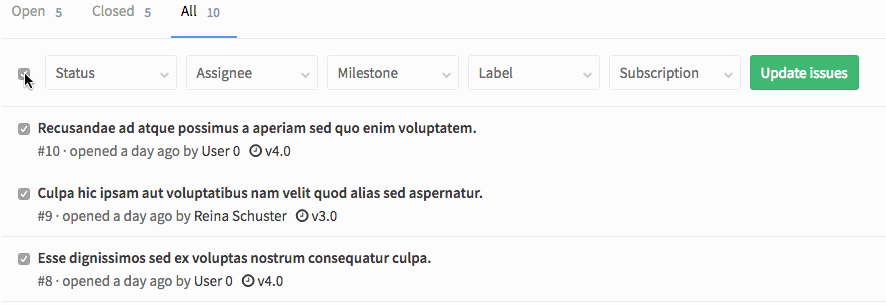 Open 5 Closed 5 All 10
Status Assignee Milestone Label Subscription Update issues
Recusandae ad atque possimus a aperiam sed quo enim voluptatem.
#10 · opened a day ago by User 0 v4.0
Culpa hic ipsam aut voluptatibus nam velit quod alias sed aspernatur.
#9 · opened a day ago by Reina Schuster v3.0
Esse dignissimos sed ex voluptas nostrum consequatur culpa.
#8 · opened a day ago by User 0 v4.0